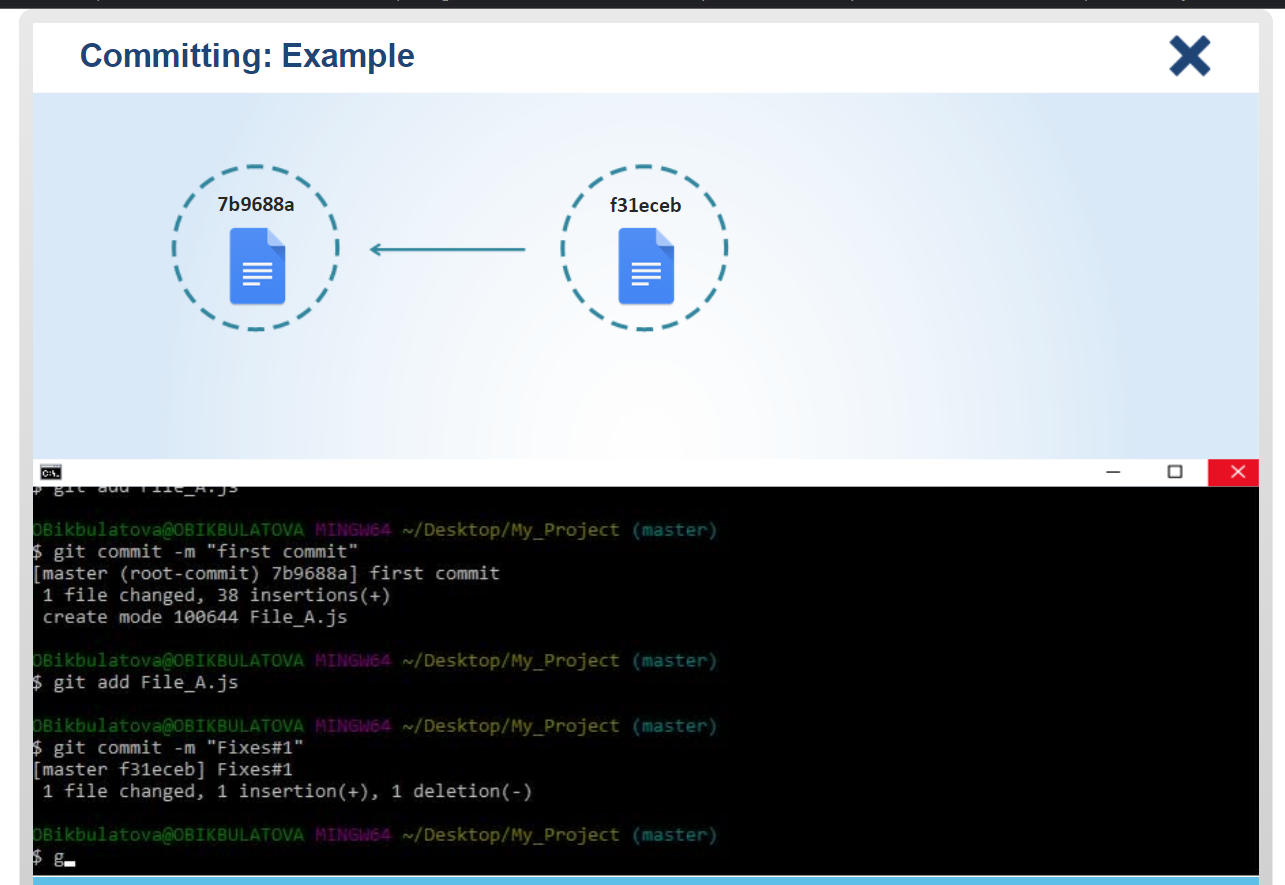 Committing: Example
7b9688a
f31eceb
C:\.
$ git add File_A.js
OBikbulatova@OBIKBULATOVA MINGW64 ~/Desktop/My_Project (master)
$ git commit -m "first commit"
[master (root-commit) 7b9688a] first commit
1 file changed, 38 insertions(+)
create mode 100644 File_A.js
OBikbulatova@OBIKBULATOVA MINGW64 ~/Desktop/My_Project (master)
$ git add File_A.js
OBikbulatova@OBIKBULATOVA MINGW64 ~/Desktop/My_Project (master)
$ git commit -m "Fixes#1"
[master f31eceb] Fixes#1
1 file changed, 1 insertion(+), 1 deletion(-)
OBikbulatova@OBIKBULATOVA MINGW64 ~/Desktop/My_Project (master)
$ g